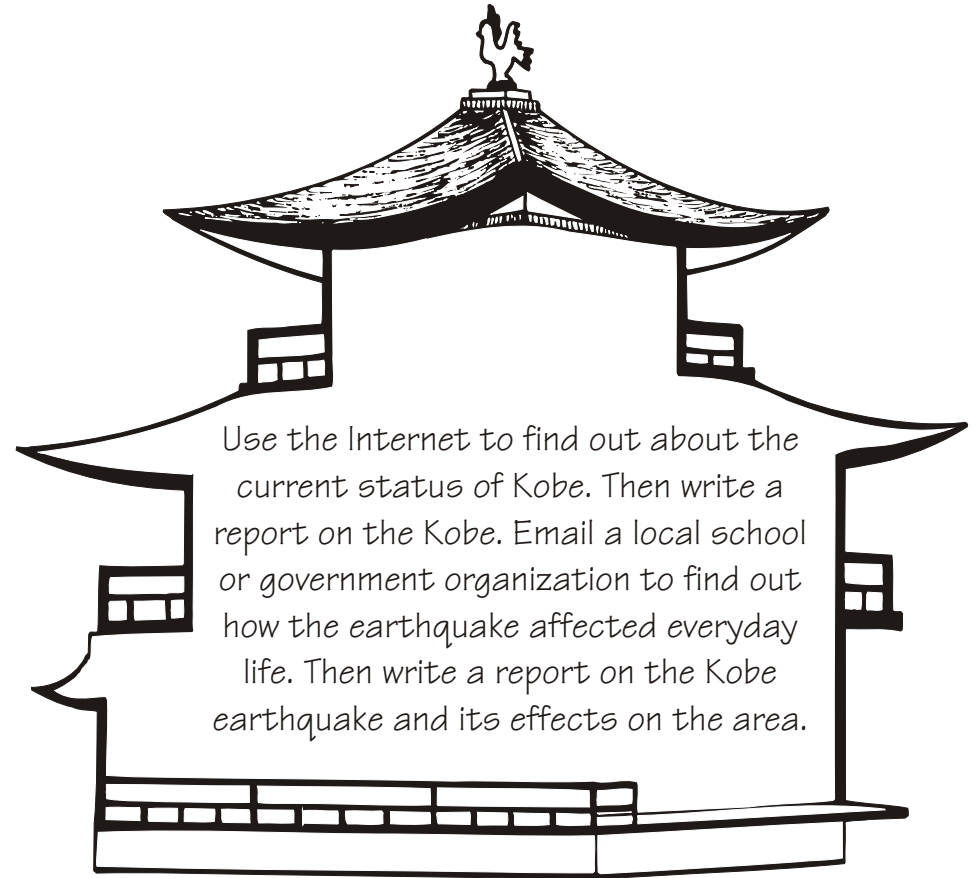 Use the Internet to find out about the
current status of Kobe. Then write a
report on the Kobe. Email a local school
or government organization to find out
how the earthquake affected everyday
life. Then write a report on the Kobe
earthquake and its effects on the area.